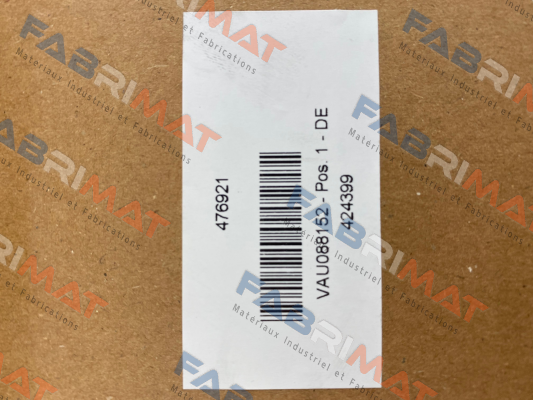 476921
VAU088152 - Pos. 1 - DE
424399
FABRIMAT
Matériaux Industriel et Fabrications